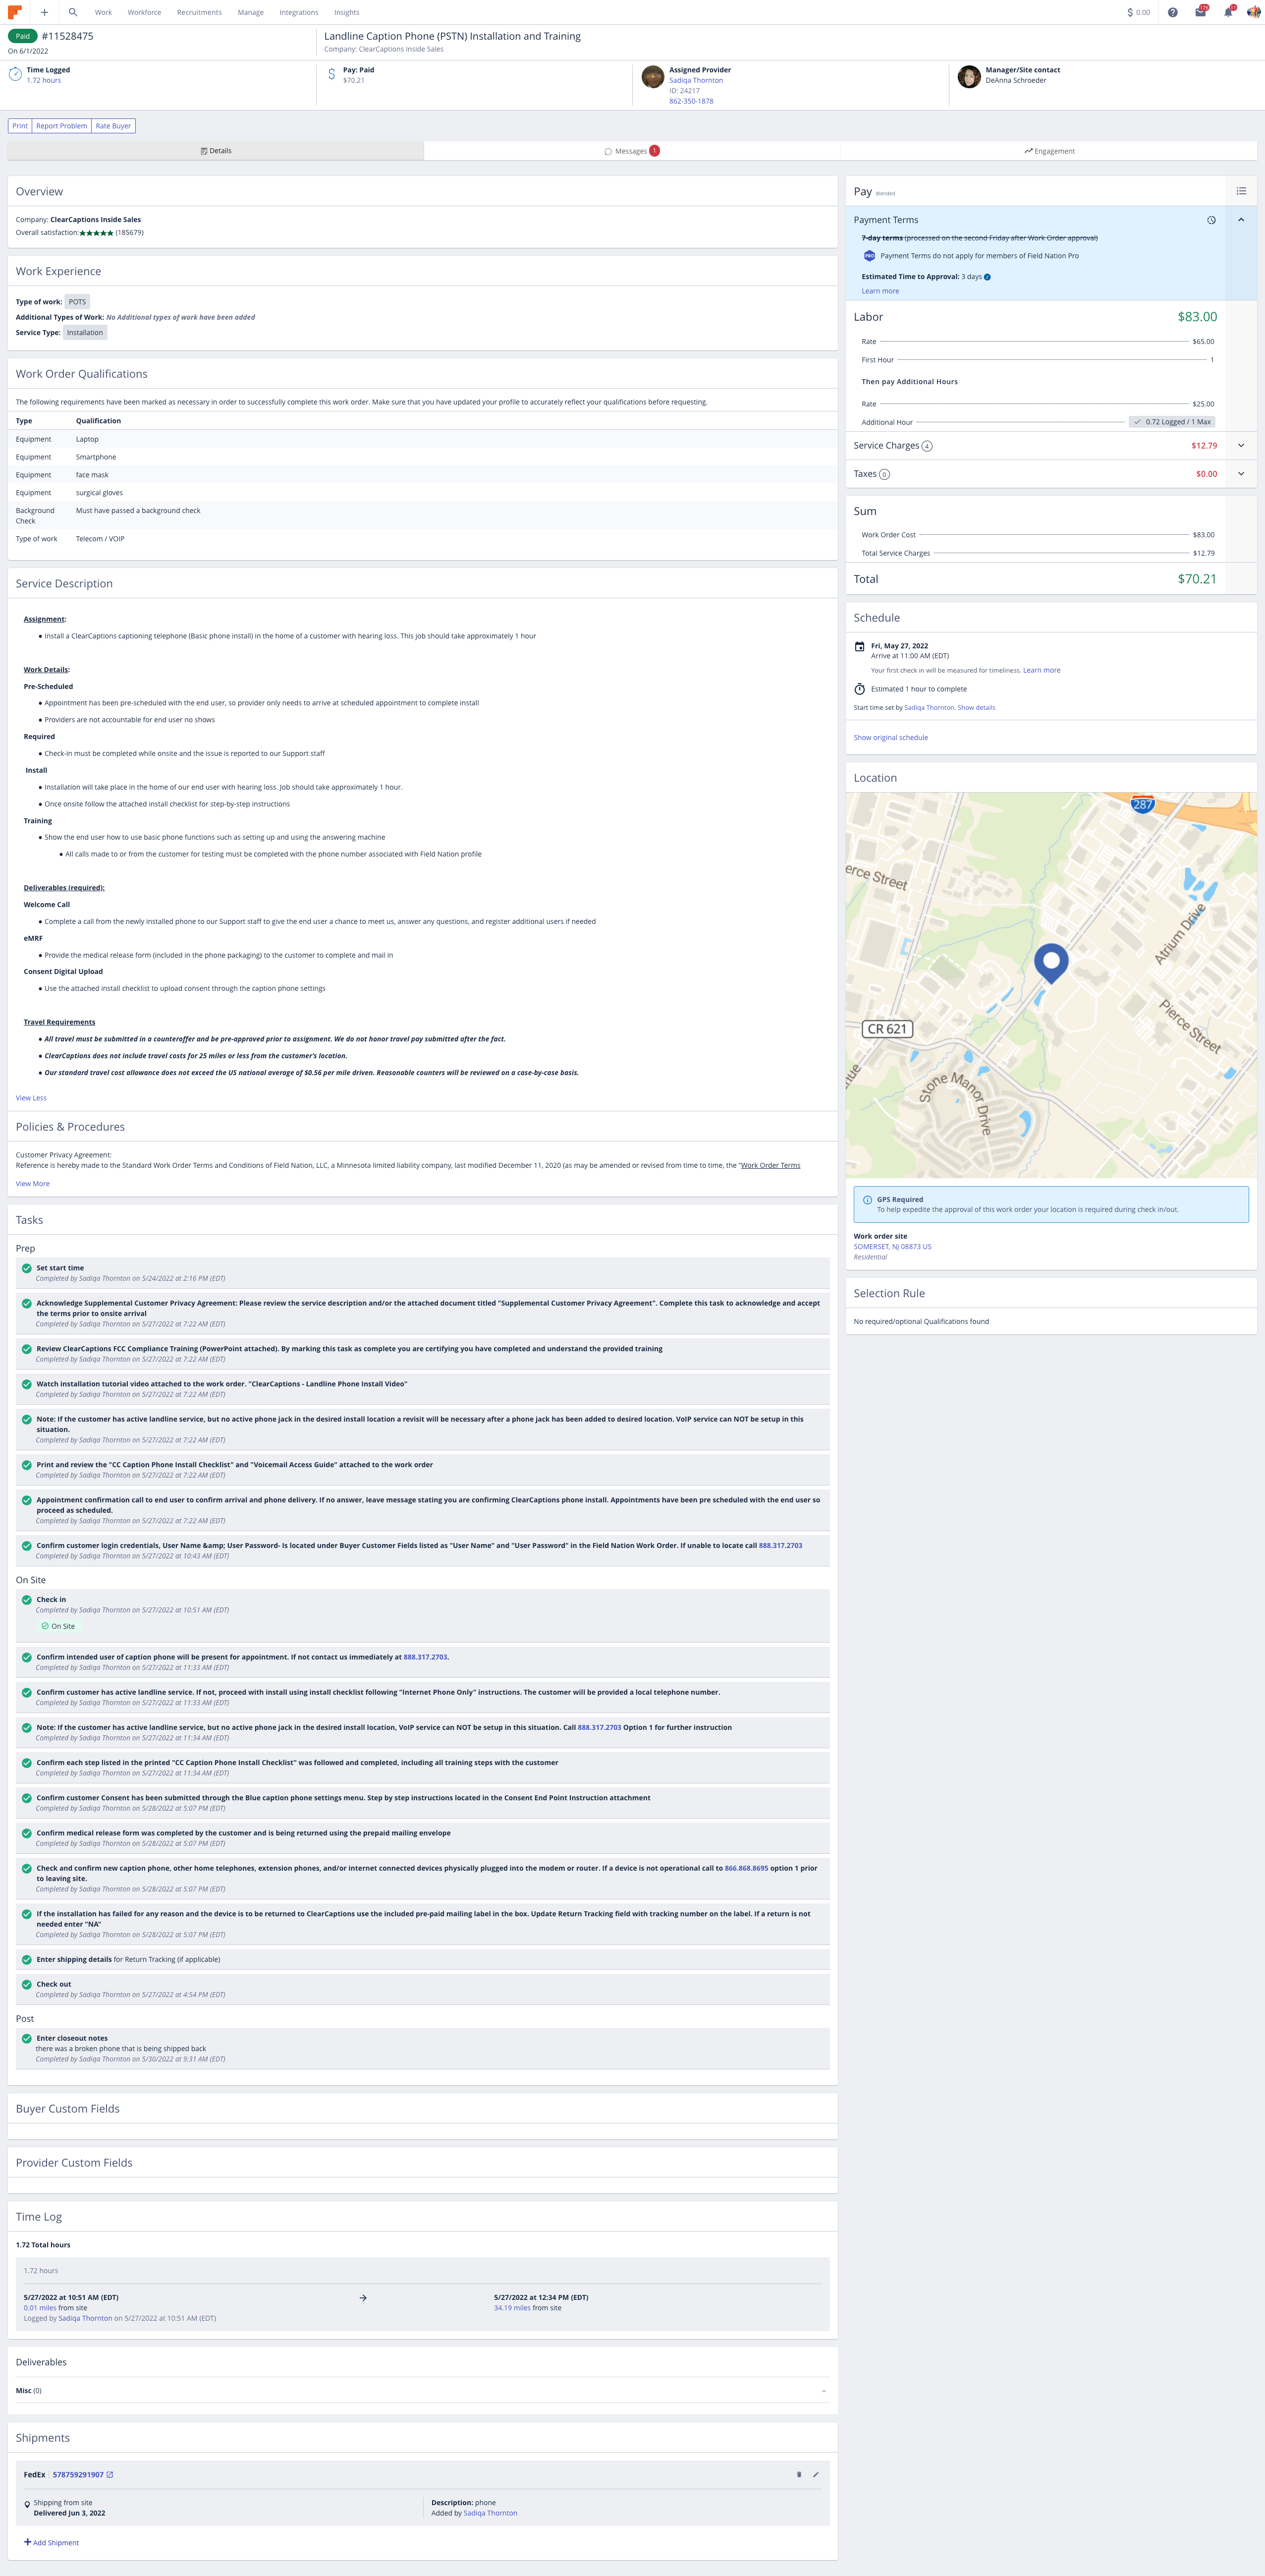 Work Workforce Recruitments Manage Integrations Insights
$ 0.00
Paid #11528475
On 6/1/2022
Landline Caption Phone (PSTN) Installation and Training
Company: ClearCaptions Inside Sales
Time Logged
1.72 hours
Pay: Paid
$70.21
Assigned Provider
Sadiqa Thornton
ID: 24217
862-350-1878
Manager/Site contact
DeAnna Schroeder
Print Report Problem Rate Buyer
Details
Messages 1
Engagement
Overview
Company: ClearCaptions Inside Sales
Overall satisfaction:★★★★★ (185679)
Work Experience
Type of work: POTS
Additional Types of Work: No Additional types of work have been added
Service Type: Installation
Work Order Qualifications
The following requirements have been marked as necessary in order to successfully complete this work order. Make sure that you have updated your profile to accurately reflect your qualifications before requesting.
Type Qualification
Equipment Laptop
Equipment Smartphone
Equipment face mask
Equipment surgical gloves
Background Must have passed a background check
Check
Type of work Telecom / VOIP
Service Description
Assignment:
● Install a ClearCaptions captioning telephone (Basic phone install) in the home of a customer with hearing loss. This job should take approximately 1 hour
Work Details:
Pre-Scheduled
● Appointment has been pre-scheduled with the end user, so provider only needs to arrive at scheduled appointment to complete install
● Providers are not accountable for end user no shows
Required
● Check-in must be completed while onsite and the issue is reported to our Support staff
Install
● Installation will take place in the home of our end user with hearing loss. Job should take approximately 1 hour.
● Once onsite follow the attached install checklist for step-by-step instructions
Training
● Show the end user how to use basic phone functions such as setting up and using the answering machine
● All calls made to or from the customer for testing must be completed with the phone number associated with Field Nation profile
Deliverables (required):
Welcome Call
● Complete a call from the newly installed phone to our Support staff to give the end user a chance to meet us, answer any questions, and register additional users if needed
eMRF
● Provide the medical release form (included in the phone packaging) to the customer to complete and mail in
Consent Digital Upload
● Use the attached install checklist to upload consent through the caption phone settings
Travel Requirements
● All travel must be submitted in a counteroffer and be pre-approved prior to assignment. We do not honor travel pay submitted after the fact.
● ClearCaptions does not include travel costs for 25 miles or less from the customer's location.
● Our standard travel cost allowance does not exceed the US national average of $0.56 per mile driven. Reasonable counters will be reviewed on a case-by-case basis.
View Less
Policies & Procedures
Customer Privacy Agreement:
Reference is hereby made to the Standard Work Order Terms and Conditions of Field Nation, LLC, a Minnesota limited liability company, last modified December 11, 2020 (as may be amended or revised from time to time, the "Work Order Terms
View More
Tasks
Prep
Set start time
Completed by Sadiqa Thornton on 5/24/2022 at 2:16 PM (EDT)
Acknowledge Supplemental Customer Privacy Agreement: Please review the service description and/or the attached document titled "Supplemental Customer Privacy Agreement". Complete this task to acknowledge and accept
the terms prior to onsite arrival
Completed by Sadiqa Thornton on 5/27/2022 at 7:22 AM (EDT)
Review ClearCaptions FCC Compliance Training (PowerPoint attached). By marking this task as complete you are certifying you have completed and understand the provided training
Completed by Sadiqa Thornton on 5/27/2022 at 7:22 AM (EDT)
Watch installation tutorial video attached to the work order. "ClearCaptions - Landline Phone Install Video"
Completed by Sadiqa Thornton on 5/27/2022 at 7:22 AM (EDT)
Note: If the customer has active landline service, but no active phone jack in the desired install location a revisit will be necessary after a phone jack has been added to desired location. VoIP service can NOT be setup in this
situation.
Completed by Sadiqa Thornton on 5/27/2022 at 7:22 AM (EDT)
Print and review the "CC Caption Phone Install Checklist" and "Voicemail Access Guide" attached to the work order
Completed by Sadiqa Thornton on 5/27/2022 at 7:22 AM (EDT)
Appointment confirmation call to end user to confirm arrival and phone delivery. If no answer, leave message stating you are confirming ClearCaptions phone install. Appointments have been pre scheduled with the end user so
proceed as scheduled.
Completed by Sadiqa Thornton on 5/27/2022 at 7:22 AM (EDT)
Confirm customer login credentials, User Name &amp; User Password- Is located under Buyer Customer Fields listed as "User Name" and "User Password" in the Field Nation Work Order. If unable to locate call 888.317.2703
Completed by Sadiqa Thornton on 5/27/2022 at 10:43 AM (EDT)
On Site
Check in
Completed by Sadiqa Thornton on 5/27/2022 at 10:51 AM (EDT)
On Site
Confirm intended user of caption phone will be present for appointment. If not contact us immediately at 888.317.2703.
Completed by Sadiqa Thornton on 5/27/2022 at 11:33 AM (EDT)
Confirm customer has active landline service. If not, proceed with install using install checklist following "Internet Phone Only" instructions. The customer will be provided a local telephone number.
Completed by Sadiqa Thornton on 5/27/2022 at 11:33 AM (EDT)
Note: If the customer has active landline service, but no active phone jack in the desired install location, VoIP service can NOT be setup in this situation. Call 888.317.2703 Option 1 for further instruction
Completed by Sadiqa Thornton on 5/27/2022 at 11:34 AM (EDT)
Confirm each step listed in the printed "CC Caption Phone Install Checklist" was followed and completed, including all training steps with the customer
Completed by Sadiqa Thornton on 5/27/2022 at 11:34 AM (EDT)
Confirm customer Consent has been submitted through the Blue caption phone settings menu. Step by step instructions located in the Consent End Point Instruction attachment
Completed by Sadiqa Thornton on 5/28/2022 at 5:07 PM (EDT)
Confirm medical release form was completed by the customer and is being returned using the prepaid mailing envelope
Completed by Sadiqa Thornton on 5/28/2022 at 5:07 PM (EDT)
Check and confirm new caption phone, other home telephones, extension phones, and/or internet connected devices physically plugged into the modem or router. If a device is not operational call to 866.868.8695 option 1 prior
to leaving site.
Completed by Sadiqa Thornton on 5/28/2022 at 5:07 PM (EDT)
If the installation has failed for any reason and the device is to be returned to ClearCaptions use the included pre-paid mailing label in the box. Update Return Tracking field with tracking number on the label. If a return is not
needed enter "NA"
Completed by Sadiqa Thornton on 5/28/2022 at 5:07 PM (EDT)
Enter shipping details for Return Tracking (if applicable)
Check out
Completed by Sadiqa Thornton on 5/27/2022 at 4:54 PM (EDT)
Post
Enter closeout notes
there was a broken phone that is being shipped back
Completed by Sadiqa Thornton on 5/30/2022 at 9:31 AM (EDT)
Buyer Custom Fields
Provider Custom Fields
Time Log
1.72 Total hours
1.72 hours
5/27/2022 at 10:51 AM (EDT) → 5/27/2022 at 12:34 PM (EDT)
0.01 miles from site 34.19 miles from site
Logged by Sadiqa Thornton on 5/27/2022 at 10:51 AM (EDT)
Deliverables
Misc (0)
Shipments
FedEx 578759291907
Shipping from site
Delivered Jun 3, 2022
Description: phone
Added by Sadiqa Thornton
Add Shipment
Pay Blended
Payment Terms
7-day terms (processed on the second Friday after Work Order approval)
PRO Payment Terms do not apply for members of Field Nation Pro
Estimated Time to Approval: 3 days
Learn more
Labor $83.00
Rate $65.00
First Hour 1
Then pay Additional Hours
Rate $25.00
Additional Hour 0.72 Logged / 1 Max
Service Charges 4 $12.79
Taxes 0 $0.00
Sum
Work Order Cost $83.00
Total Service Charges $12.79
Total $70.21
Schedule
Fri, May 27, 2022
Arrive at 11:00 AM (EDT)
Your first check in will be measured for timeliness. Learn more
Estimated 1 hour to complete
Start time set by Sadiqa Thornton. Show details
Show original schedule
Location
287
erce Street
Atrium Drive
Pierce Street
CR 621
Stone Manor Drive
nue
GPS Required
To help expedite the approval of this work order your location is required during check in/out.
Work order site
SOMERSET, NJ 08873 US
Residential
Selection Rule
No required/optional Qualifications found